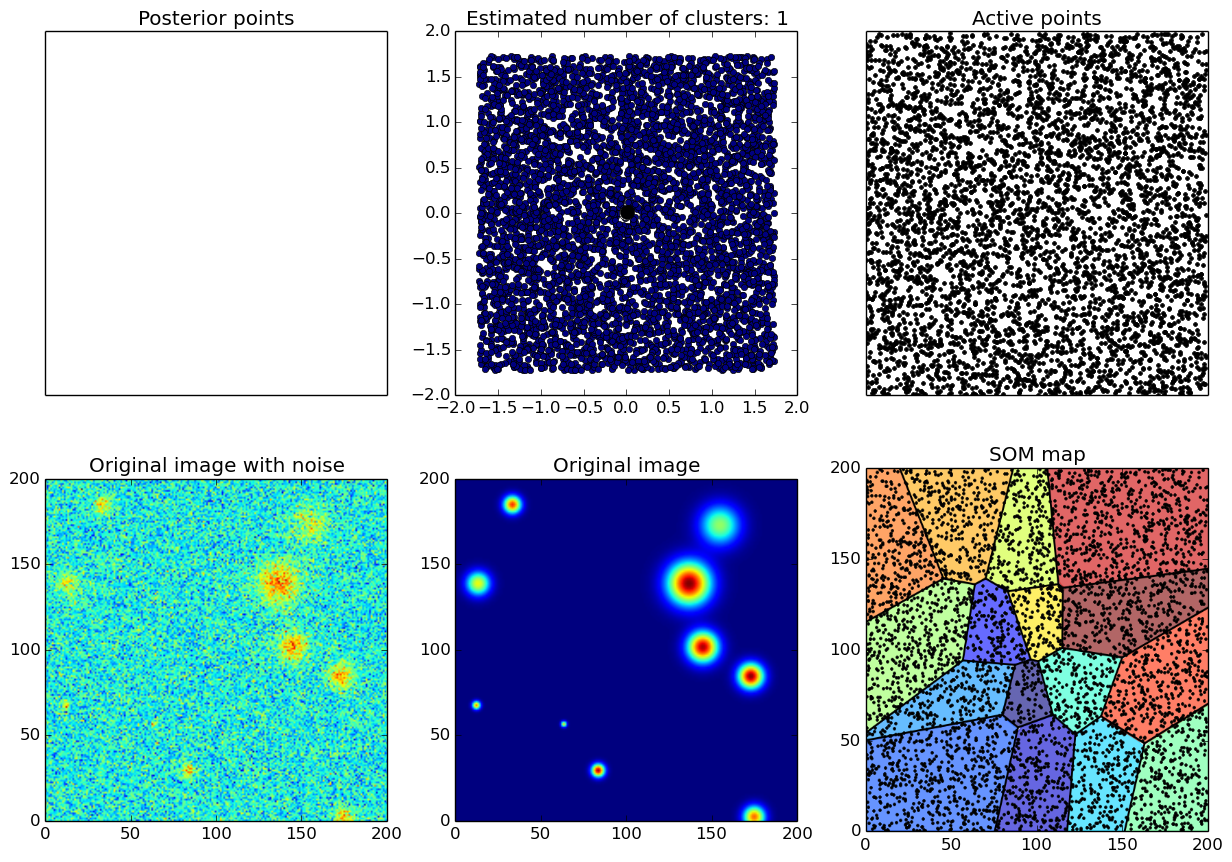 Posterior points
Estimated number of clusters: 1
Active points
2.0
1.5
1.0
0.5
0.0
−0.5
−1.0
−1.5
−2.0
−2.0 −1.5 −1.0 −0.5 0.0 0.5 1.0 1.5 2.0
Original image with noise
Original image
SOM map
200
150
100
50
0
0 50 100 150 200
200
150
100
50
0
0 50 100 150 200
200
150
100
50
0
0 50 100 150 200